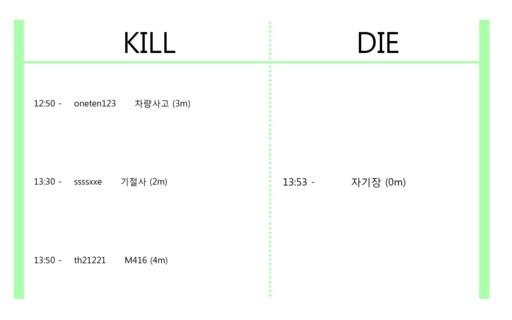 KILL
DIE
12:50 - oneten123 차량사고 (3m)
13:30 - ssssxxe 기절사 (2m)
13:53 - 자기장 (0m)
13:50 - th21221 M416 (4m)